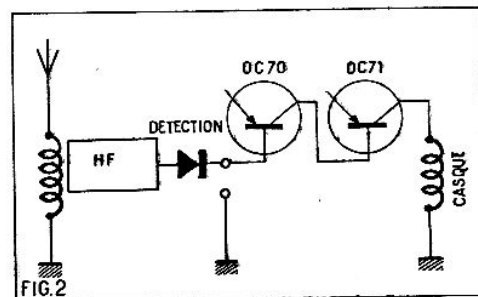 OC70
OC71
DETECTION
HF
CASQUE
FIG.2